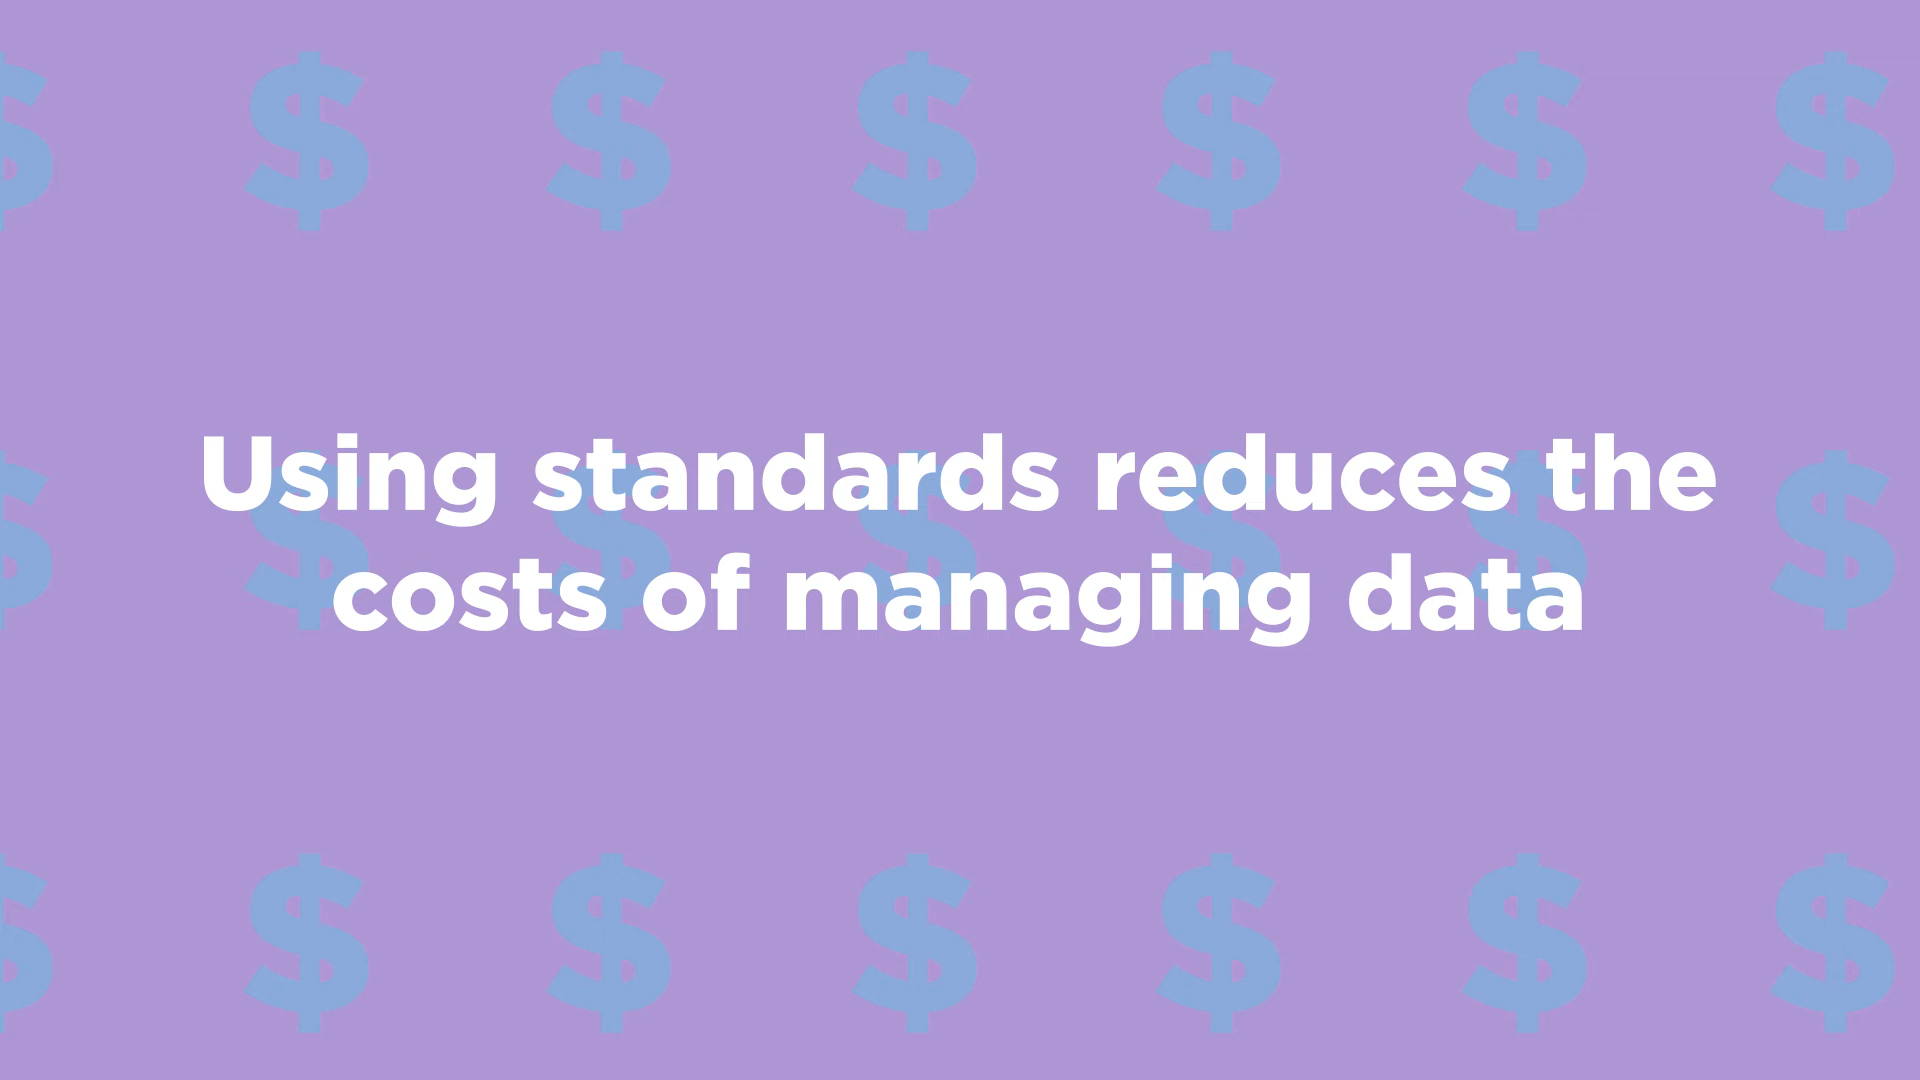 $ $ $ $ $ $ $
Using standards reduces the
costs of managing data
$ $ $ $ $ $ $